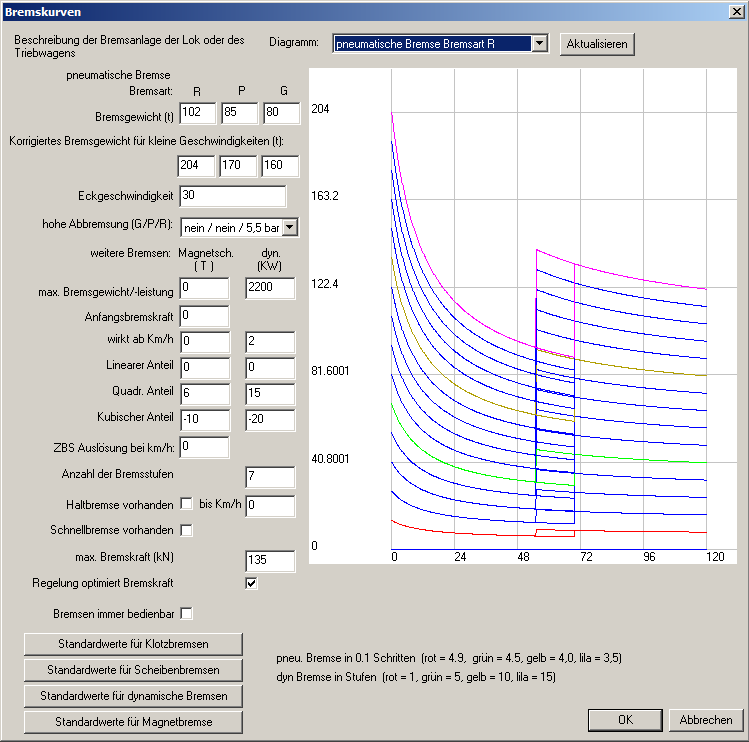 Bremskurven
Beschreibung der Bremsanlage der Lok oder des
Triebwagens
Diagramm: pneumatische Bremse Bremsart R Aktualisieren
pneumatische Bremse
Bremsart: R P G
Bremsgewicht (t) 102 85 80
Korrigiertes Bremsgewicht für kleine Geschwindigkeiten (t):
204 170 160
Eckgeschwindigkeit 30
hohe Abbremsung (G/P/R): nein / nein / 5,5 bar
weitere Bremsen: Magnetsch. dyn.
( T ) (KW)
max. Bremsgewicht/-leistung 0 2200
Anfangsbremskraft 0
wirkt ab Km/h 0 2
Linearer Anteil 0 0
Quadr. Anteil 6 15
Kubischer Anteil -10 -20
ZBS Auslösung bei km/h: 0
Anzahl der Bremsstufen 7
Haltbremse vorhanden bis Km/h 0
Schnellbremse vorhanden
max. Bremskraft (kN) 135
Regelung optimiert Bremskraft
Bremsen immer bedienbar
Standardwerte für Klotzbremsen
Standardwerte für Scheibenbremsen
Standardwerte für dynamische Bremsen
Standardwerte für Magnetbremse
204
163.2
122.4
81.6001
40.8001
0
0 24 48 72 96 120
pneu. Bremse in 0.1 Schritten (rot = 4.9, grün = 4.5, gelb = 4,0, lila = 3,5)
dyn Bremse in Stufen (rot = 1, grün = 5, gelb = 10, lila = 15)
OK Abbrechen